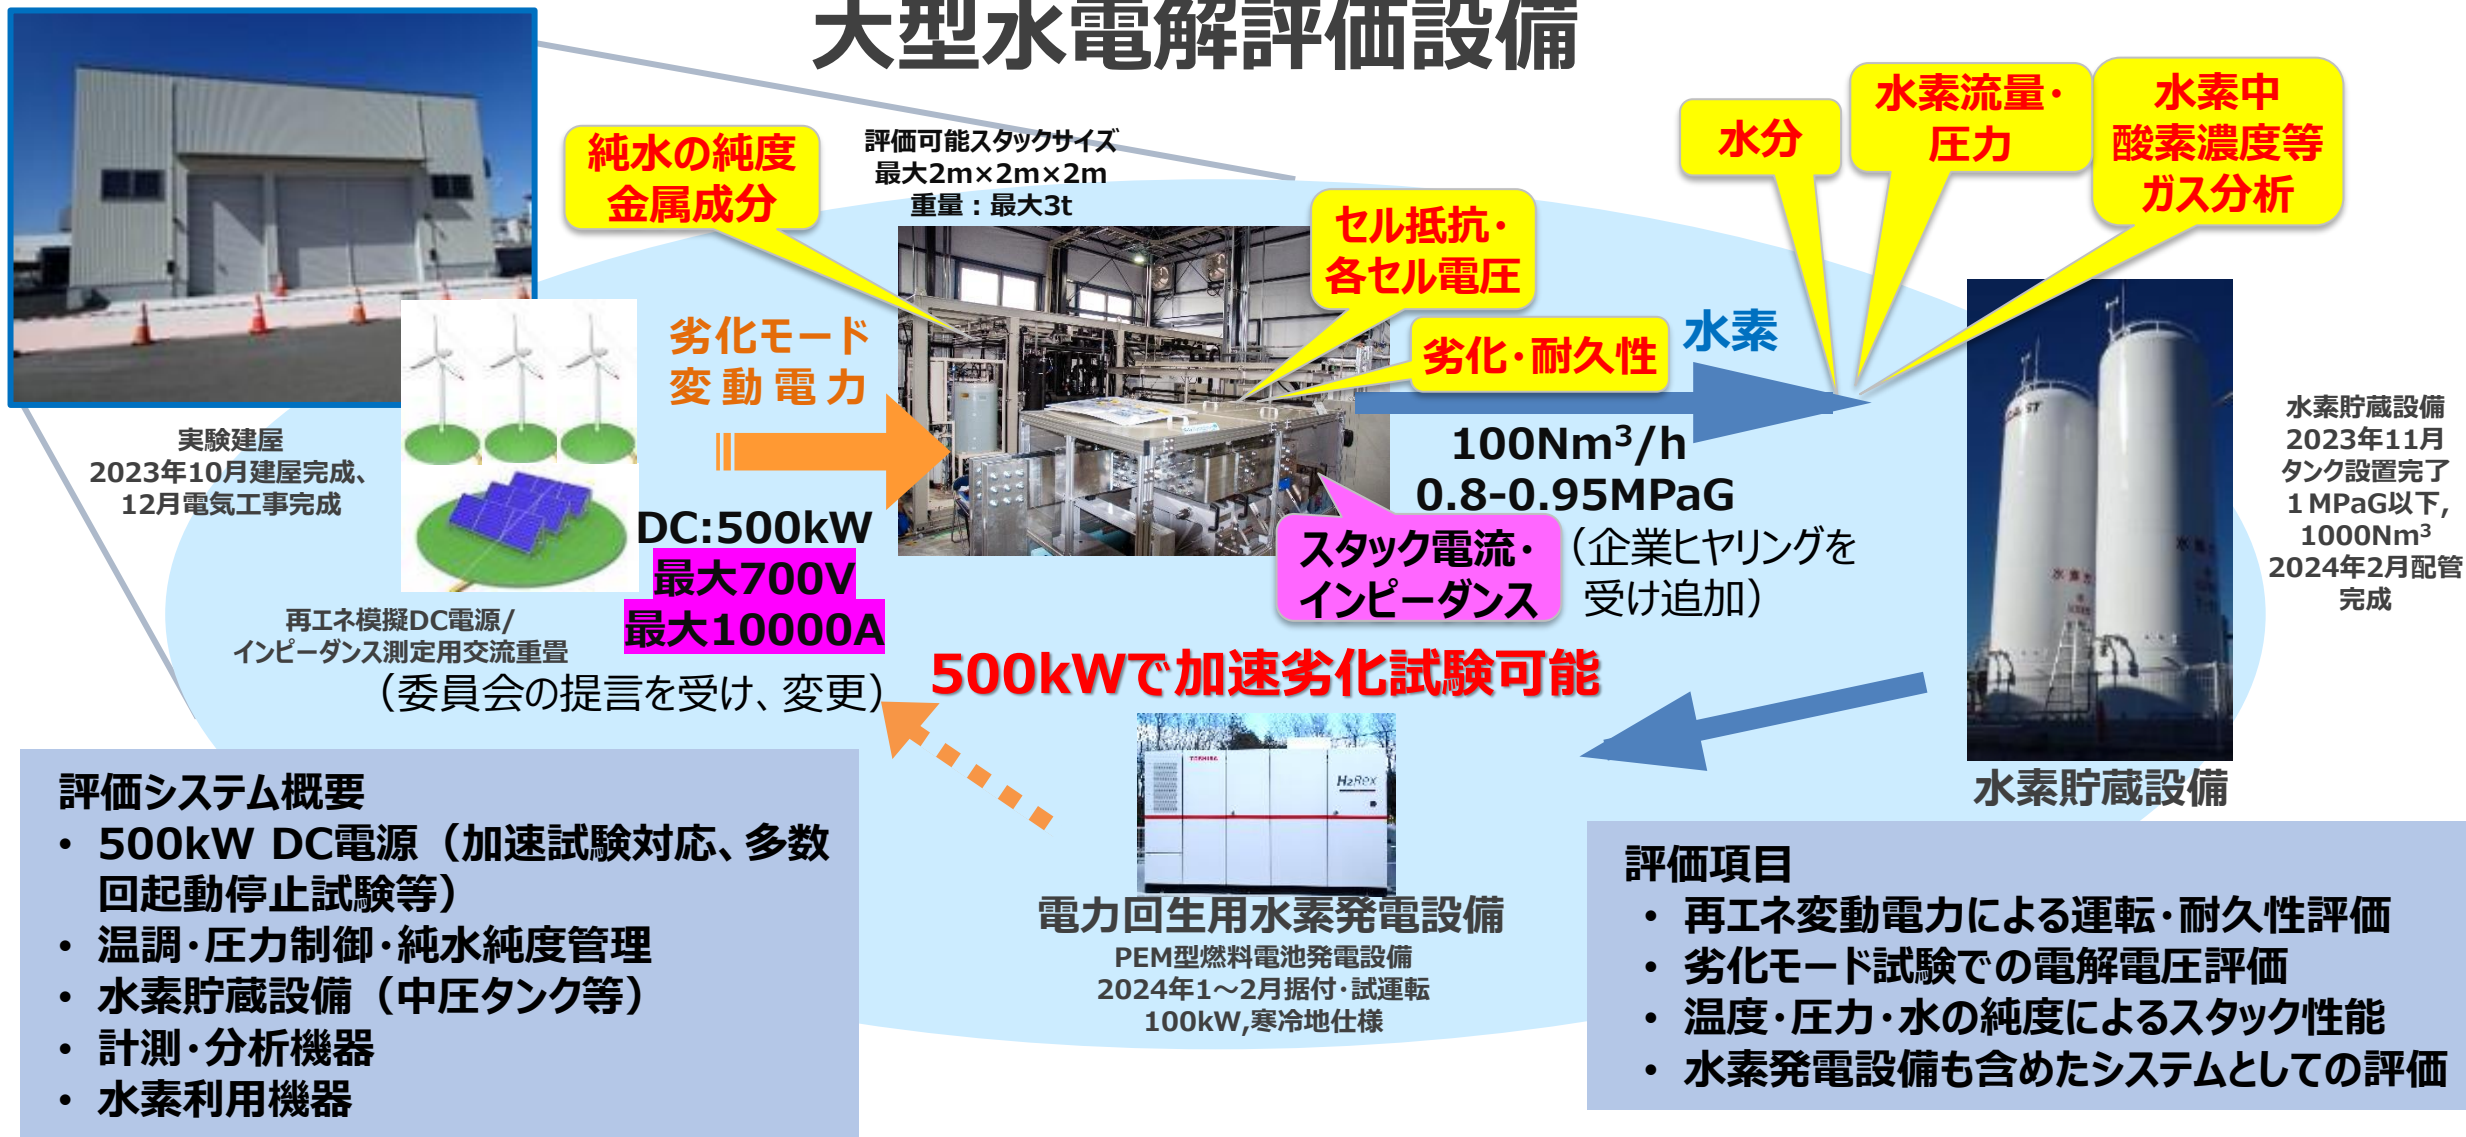 大型水電解評価設備
純水の純度
金属成分
評価可能スタックサイズ
最大2m×2m×2m
重量：最大3t
セル抵抗・
各セル電圧
劣化・耐久性
水分
水素流量・
圧力
水素中
酸素濃度等
ガス分析
実験建屋
2023年10月建屋完成、
12月電気工事完成
劣化モード
変動電力
水素
100Nm³/h
0.8-0.95MPaG
（企業ヒヤリングを
受け追加）
スタック電流・
インピーダンス
DC:500kW
最大700V
最大10000A
再エネ模擬DC電源/
インピーダンス測定用交流重畳
（委員会の提言を受け、変更）
500kWで加速劣化試験可能
水素貯蔵設備
2023年11月
タンク設置完了
１MPaG以下,
1000Nm³
2024年2月配管
完成
水素貯蔵設備
TOSHIBA
H2Rex
電力回生用水素発電設備
PEM型燃料電池発電設備
2024年1～2月据付・試運転
100kW,寒冷地仕様
評価システム概要
• 500kW DC電源（加速試験対応、多数
回起動停止試験等）
• 温調・圧力制御・純水純度管理
• 水素貯蔵設備（中圧タンク等）
• 計測・分析機器
• 水素利用機器
評価項目
• 再エネ変動電力による運転・耐久性評価
• 劣化モード試験での電解電圧評価
• 温度・圧力・水の純度によるスタック性能
• 水素発電設備も含めたシステムとしての評価